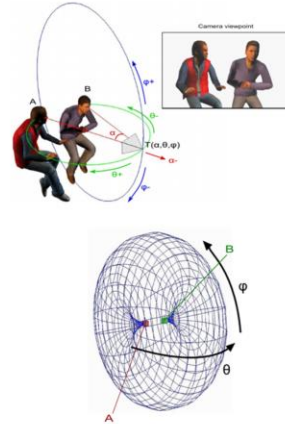 Camera viewpoint
φ+
B
A
θ-
α
T(α,θ,φ)
α-
θ+
φ-
B
φ
θ
A